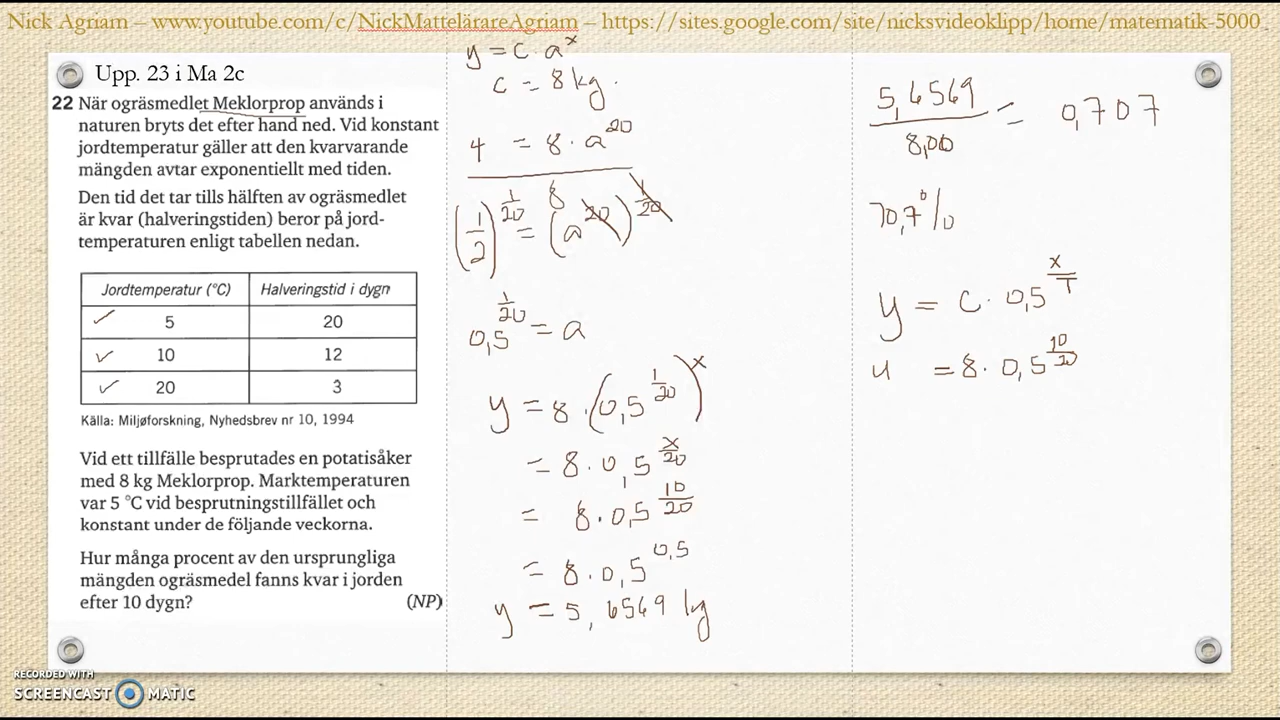 Nick Agriam – www.youtube.com/c/NickMattelärareAgriam – https://sites.google.com/site/nicksvideoklipp/home/matematik-5000
Upp. 23 i Ma 2c
22 När ogräsmedlet Meklorprop används i
naturen bryts det efter hand ned. Vid konstant
jordtemperatur gäller att den kvarvarande
mängden avtar exponentiellt med tiden.
Den tid det tar tills hälften av ogräsmedlet
är kvar (halveringstiden) beror på jord-
temperaturen enligt tabellen nedan.
Jordtemperatur (°C) Halveringstid i dygn
5 20
10 12
20 3
Källa: Miljøforskning, Nyhedsbrev nr 10, 1994
Vid ett tillfälle besprutades en potatisåker
med 8 kg Meklorprop. Marktemperaturen
var 5 °C vid besprutningstillfället och
konstant under de följande veckorna.
Hur många procent av den ursprungliga
mängden ogräsmedel fanns kvar i jorden
efter 10 dygn? (NP)
y = C · a^x
C = 8 kg.
4 = 8 · a^20
8
(1/2)^(1/20) = (a^20)^(1/20)
0,5^(1/20) = a
y = 8 · (0,5^(1/20))^x
= 8 · 0,5^(x/20)
= 8 · 0,5^(10/20)
= 8 · 0,5^0,5
y = 5,6569 kg
5,6569/8,00 = 0,707
70,7%
y = C · 0,5^(x/T)
= 8 · 0,5^(10/20)
RECORDED WITH
SCREENCAST MATIC